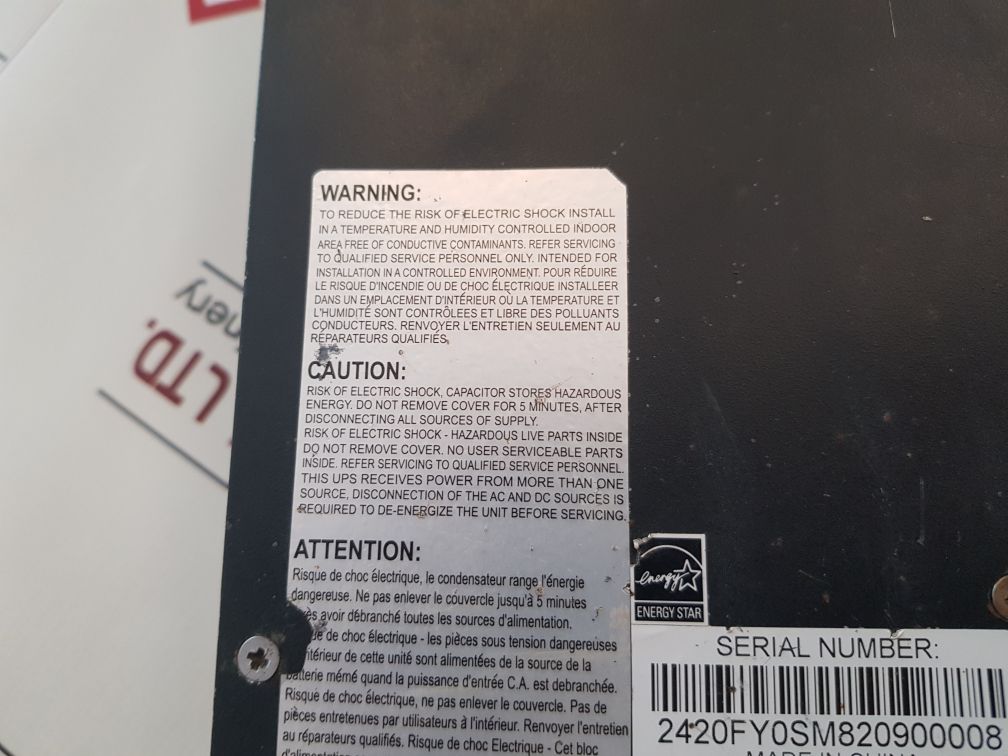 WARNING:
TO REDUCE THE RISK OF ELECTRIC SHOCK INSTALL
IN A TEMPERATURE AND HUMIDITY CONTROLLED INDOOR
AREA FREE OF CONDUCTIVE CONTAMINANTS. REFER SERVICING
TO QUALIFIED SERVICE PERSONNEL ONLY. INTENDED FOR
INSTALLATION IN A CONTROLLED ENVIRONMENT. POUR RÉDUIRE
LE RISQUE D'INCENDIE OU DE CHOC ÉLECTRIQUE INSTALLEER
DANS UN EMPLACEMENT D'INTÉRIEUR OÙ LA TEMPERATURE ET
L'HUMIDITÉ SONT CONTRÔLEES ET LIBRE DES POLLUANTS
CONDUCTEURS. RENVOYER L'ENTRETIEN SEULEMENT AU
RÉPARATEURS QUALIFIÉS.
CAUTION:
RISK OF ELECTRIC SHOCK, CAPACITOR STORES HAZARDOUS
ENERGY. DO NOT REMOVE COVER FOR 5 MINUTES, AFTER
DISCONNECTING ALL SOURCES OF SUPPLY.
RISK OF ELECTRIC SHOCK - HAZARDOUS LIVE PARTS INSIDE
DO NOT REMOVE COVER. NO USER SERVICEABLE PARTS
INSIDE. REFER SERVICING TO QUALIFIED SERVICE PERSONNEL.
THIS UPS RECEIVES POWER FROM MORE THAN ONE
SOURCE, DISCONNECTION OF THE AC AND DC SOURCES IS
REQUIRED TO DE-ENERGIZE THE UNIT BEFORE SERVICING.
ATTENTION:
Risque de choc électrique, le condensateur range l'énergie
dangereuse. Ne pas enlever le couvercle jusqu'à 5 minutes
avoir débranché toutes les sources d'alimentation.
de choc électrique - les pièces sous tension dangereuses
de cette unité sont alimentées de la source de la
batterie mémé quand la puissance d'entrée C.A. est debranchée.
Risque de choc électrique, ne pas enlever le couvercle. Pas de
pièces entretenues par utilisateurs à l'intérieur. Renvoyer l'entretien
au réparateurs qualifiés. Risque de choc Electrique - Cet bloc
d'alimentation
energy
ENERGY STAR
SERIAL NUMBER:
2420FY0SM820900008
MADE IN CHINA
LTD.